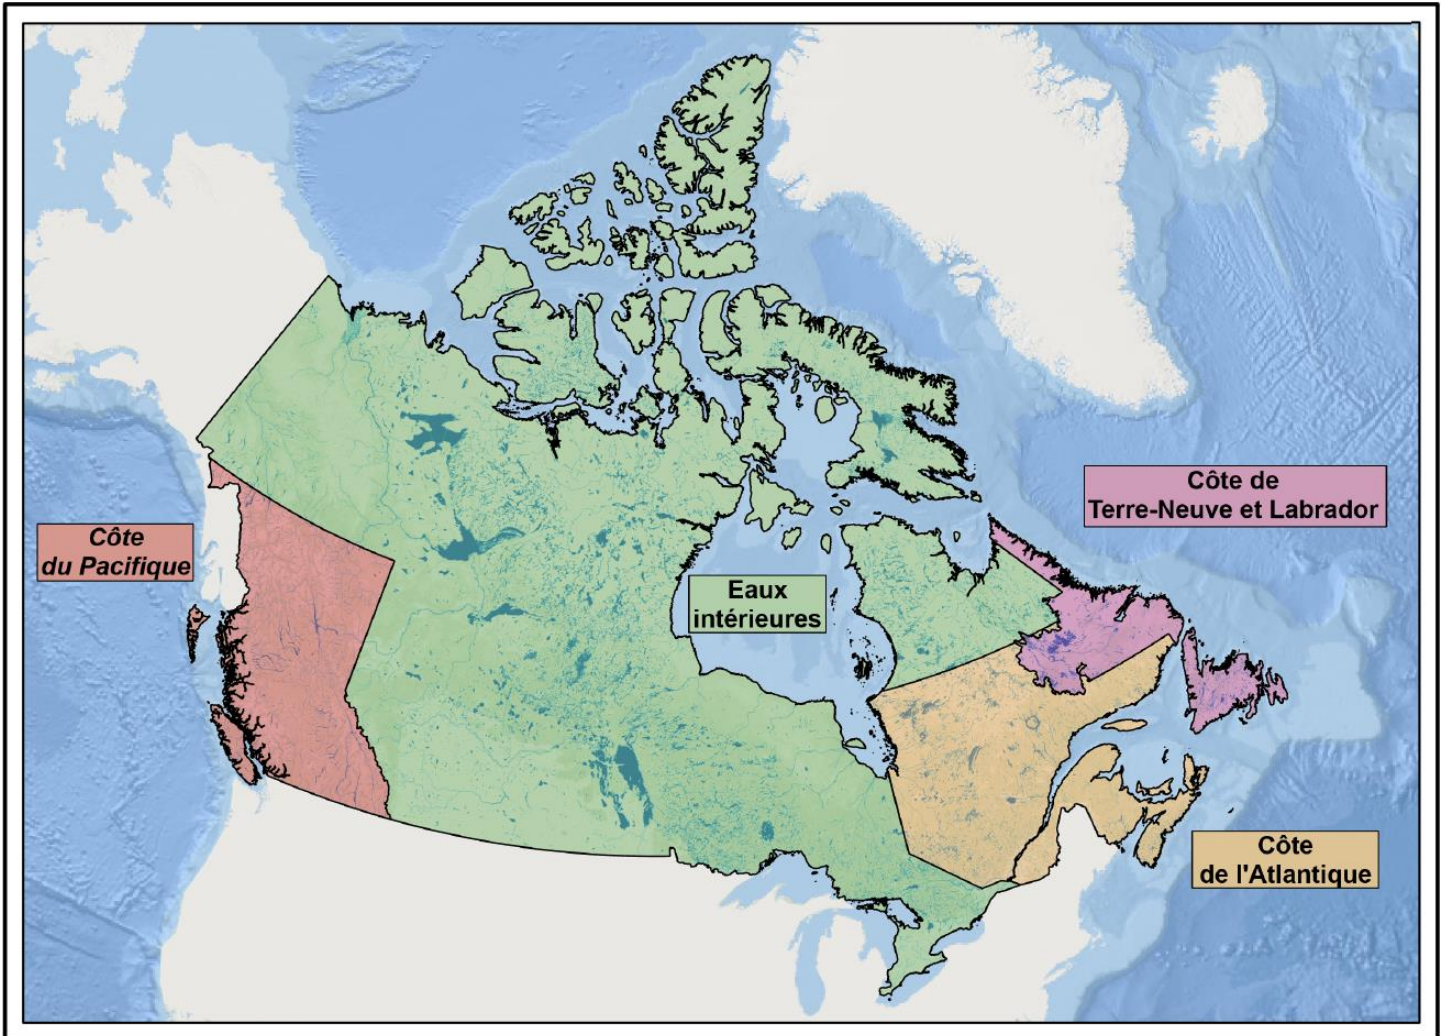 Côte de
Terre-Neuve et Labrador
Côte
du Pacifique
Eaux
intérieures
Côte
de l'Atlantique